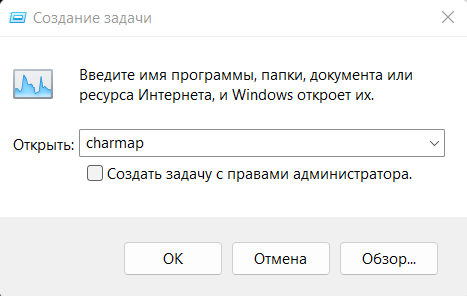 Создание задачи
Введите имя программы, папки, документа или
ресурса Интернета, и Windows откроет их.
Открыть: charmap
Создать задачу с правами администратора.
ОК Отмена Обзор...